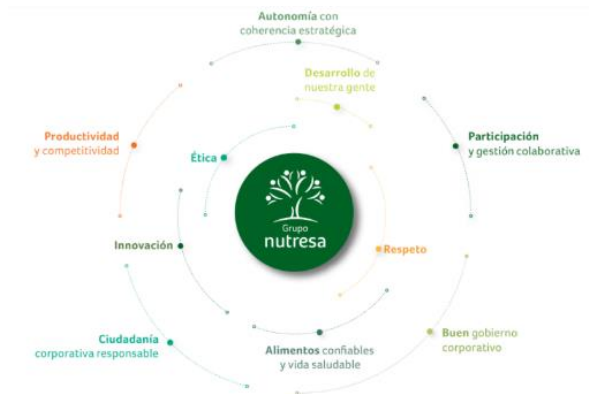 Autonomía con
coherencia estratégica
Desarrollo de
nuestra gente
Productividad
y competitividad
Participación
y gestión colaborativa
Ética
Grupo
nutresa
Innovación
Respeto
Ciudadanía
corporativa responsable
Alimentos confiables
y vida saludable
Buen gobierno
corporativo